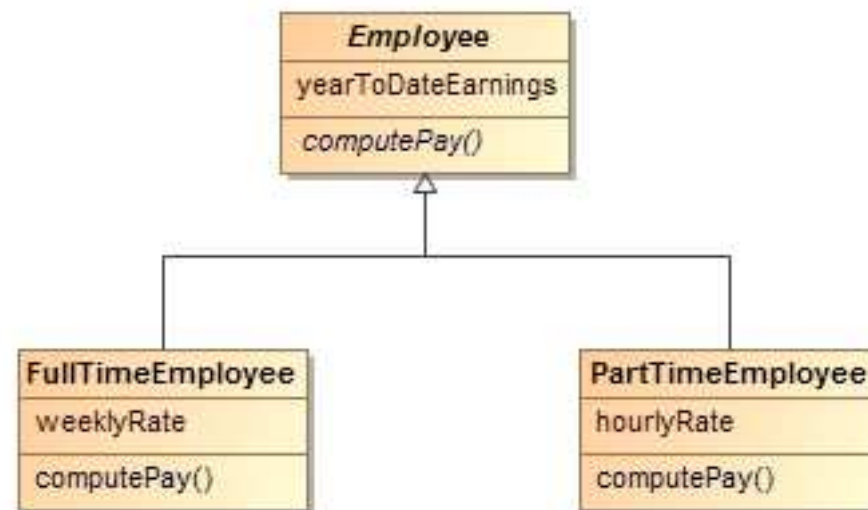 Employee
yearToDateEarnings
computePay()
FullTimeEmployee
weeklyRate
computePay()
PartTimeEmployee
hourlyRate
computePay()